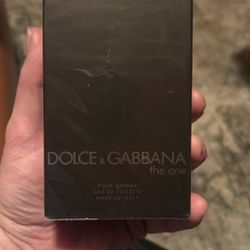 DOLCE & GABBANA
the one
POUR HOMME
EAU DE TOILETTE
MADE IN ITALY